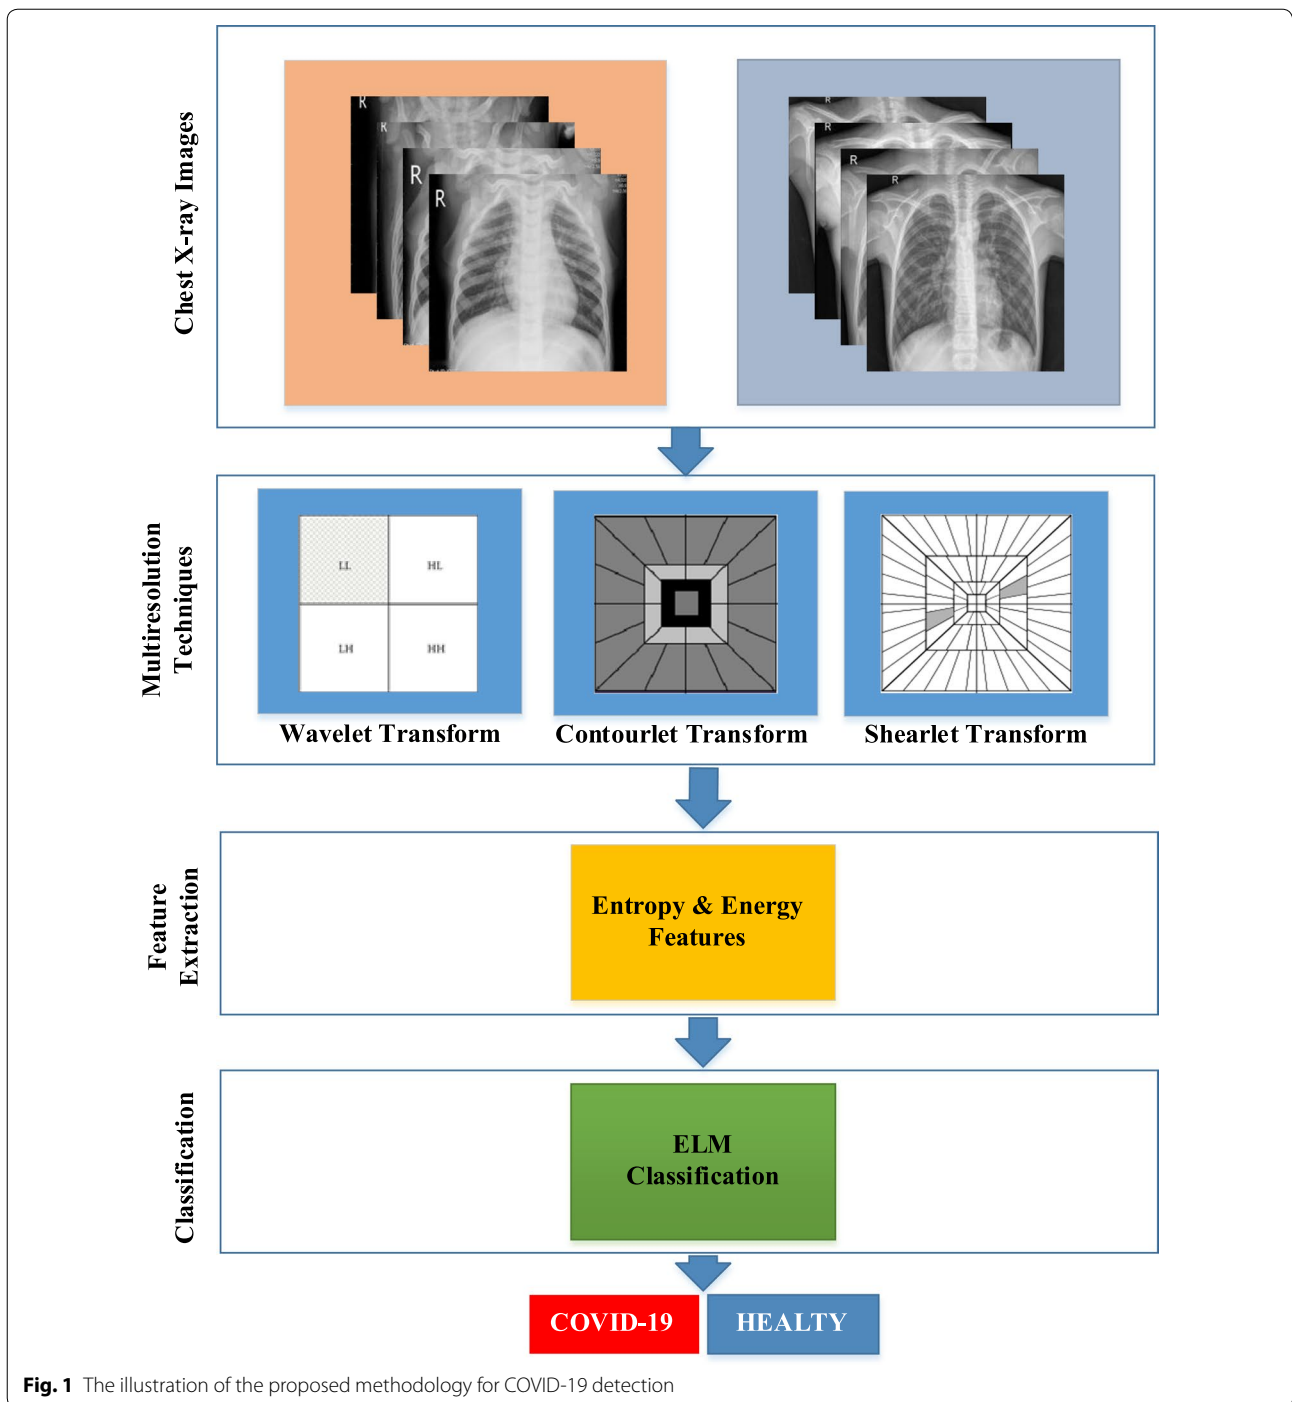 Chest X-ray Images
R
R
R
R
R
R
R
R
Multiresolution
Techniques
LL
HL
LH
HH
Wavelet Transform
Contourlet Transform
Shearlet Transform
Feature
Extraction
Entropy & Energy
Features
Classification
ELM
Classification
COVID-19
HEALTY
Fig. 1 The illustration of the proposed methodology for COVID-19 detection